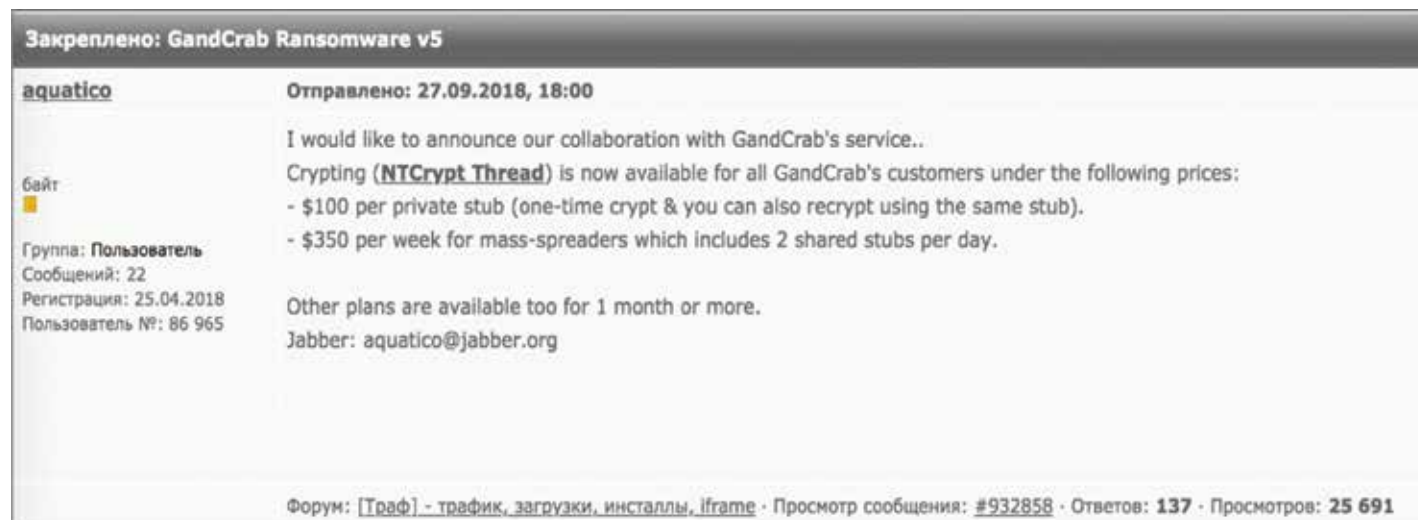 Закреплено: GandCrab Ransomware v5
aquatico
Отправлено: 27.09.2018, 18:00
I would like to announce our collaboration with GandCrab's service..
Crypting (NTCrypt Thread) is now available for all GandCrab's customers under the following prices:
- $100 per private stub (one-time crypt & you can also recrypt using the same stub).
- $350 per week for mass-spreaders which includes 2 shared stubs per day.
Other plans are available too for 1 month or more.
Jabber: aquatico@jabber.org
байт
Группа: Пользователь
Сообщений: 22
Регистрация: 25.04.2018
Пользователь №: 86 965
Форум: [Траф] - трафик, загрузки, инсталлы, iframe · Просмотр сообщения: #932858 · Ответов: 137 · Просмотров: 25 691